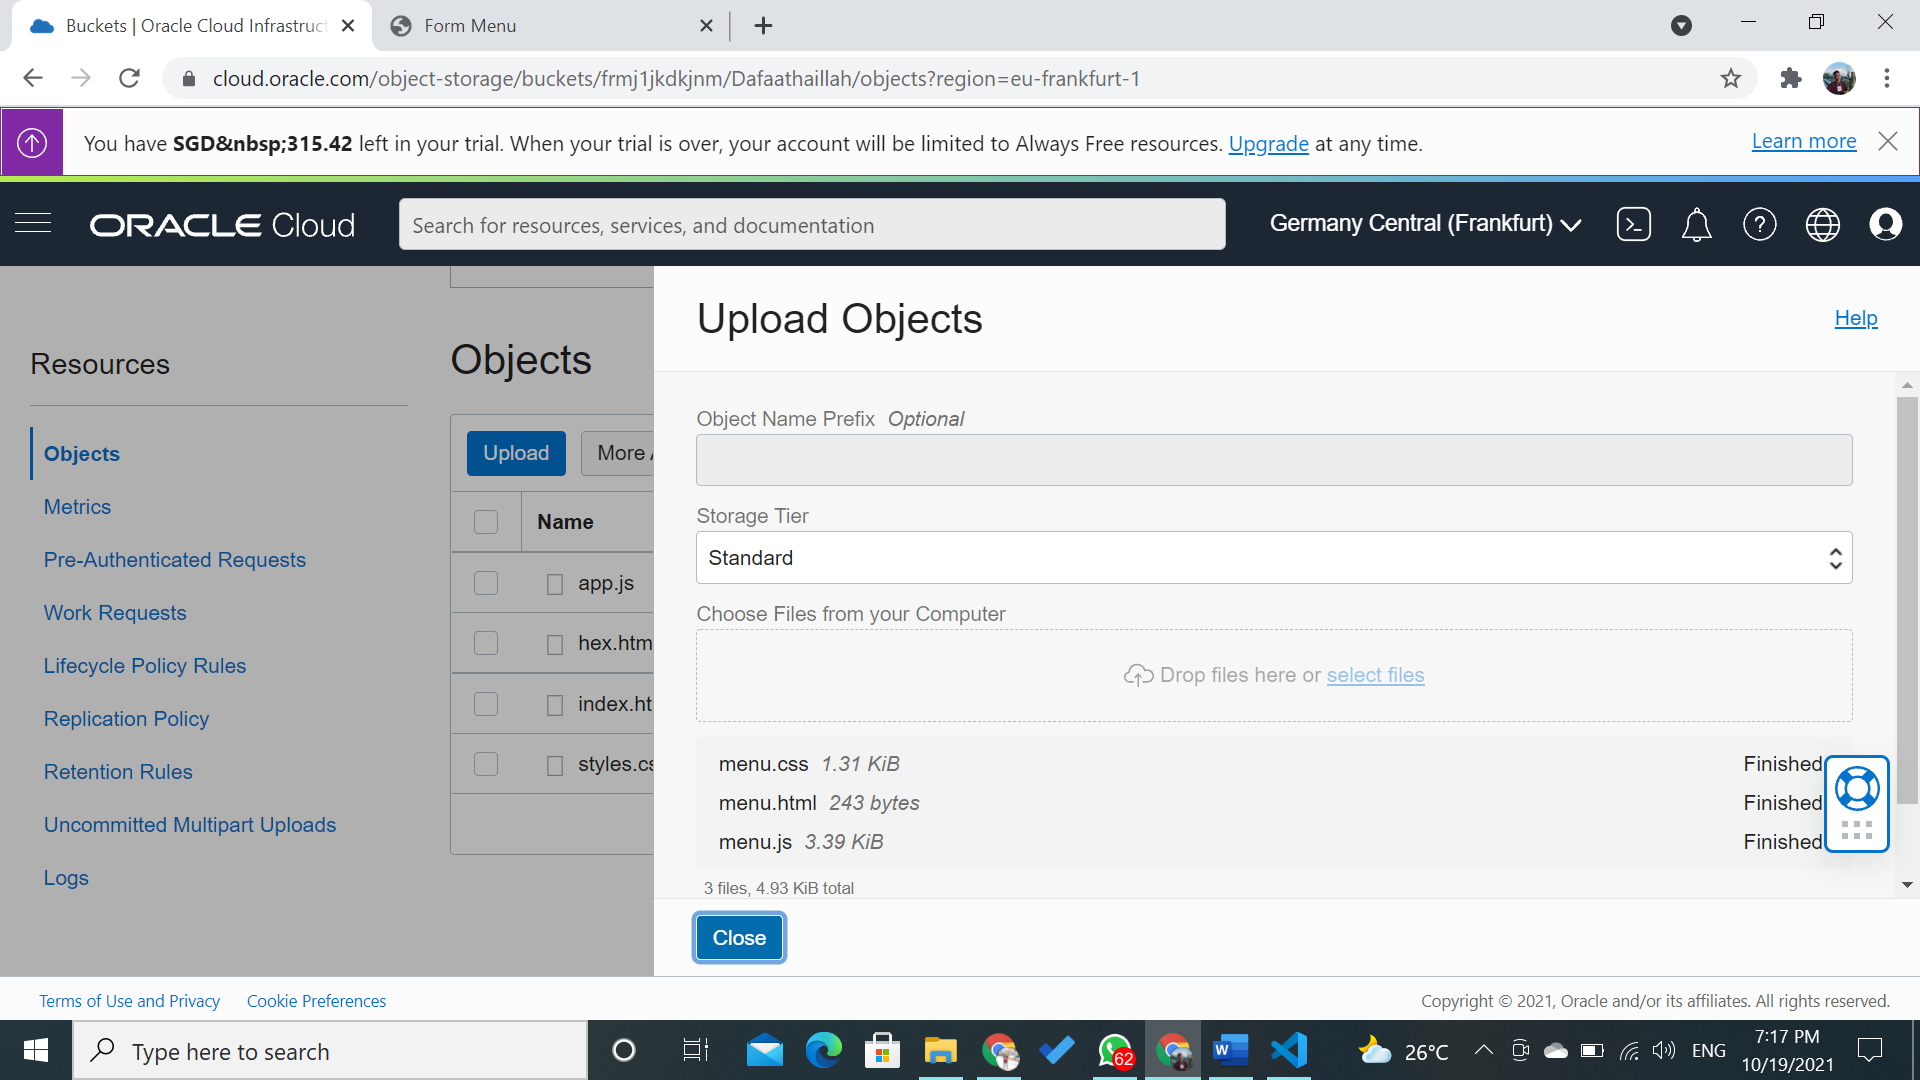 Buckets | Oracle Cloud Infrastruct
Form Menu
cloud.oracle.com/object-storage/buckets/frmj1jkdkjnm/Dafaathaillah/objects?region=eu-frankfurt-1
You have SGD&nbsp;315.42 left in your trial. When your trial is over, your account will be limited to Always Free resources. Upgrade at any time.
Learn more
ORACLE Cloud
Search for resources, services, and documentation
Germany Central (Frankfurt)
Resources
Objects
Metrics
Pre-Authenticated Requests
Work Requests
Lifecycle Policy Rules
Replication Policy
Retention Rules
Uncommitted Multipart Uploads
Logs
Objects
Upload
More A
Name
app.js
hex.htm
index.ht
styles.cs
Upload Objects
Help
Object Name Prefix Optional
Storage Tier
Standard
Choose Files from your Computer
Drop files here or select files
menu.css 1.31 KiB Finished
menu.html 243 bytes Finished
menu.js 3.39 KiB Finished
3 files, 4.93 KiB total
Close
Terms of Use and Privacy
Cookie Preferences
Copyright © 2021, Oracle and/or its affiliates. All rights reserved.
Type here to search
62
W
26°C
ENG
7:17 PM
10/19/2021